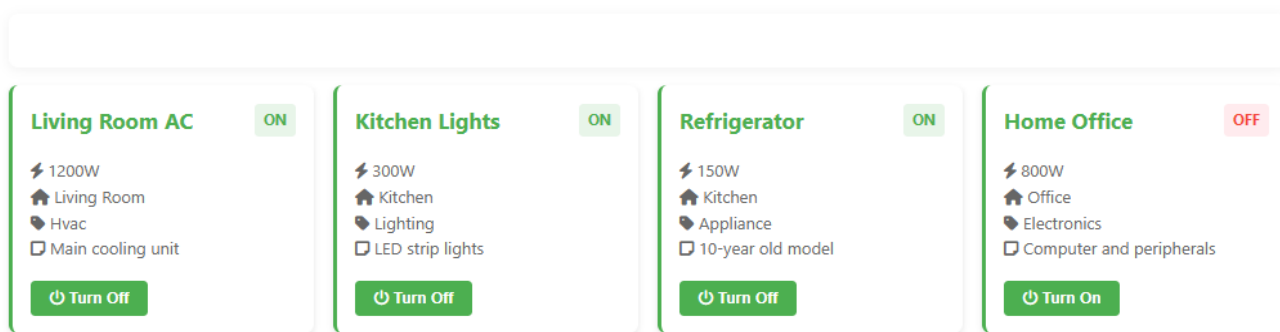 Living Room AC
ON
1200W
Living Room
Hvac
Main cooling unit
Turn Off
Kitchen Lights
ON
300W
Kitchen
Lighting
LED strip lights
Turn Off
Refrigerator
ON
150W
Kitchen
Appliance
10-year old model
Turn Off
Home Office
OFF
800W
Office
Electronics
Computer and peripherals
Turn On